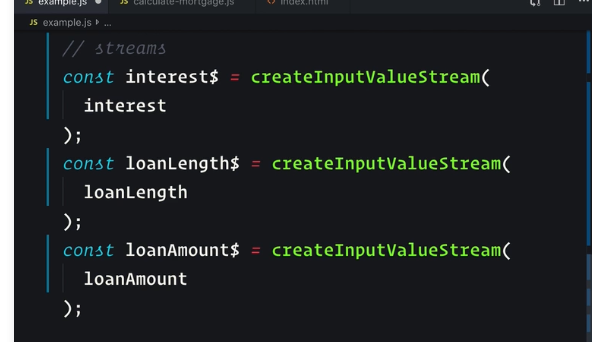 JS example.js ● JS calculate-mortgage.js <> index.html
JS example.js › ...
// streams
const interest$ = createInputValueStream(
interest
);
const loanLength$ = createInputValueStream(
loanLength
);
const loanAmount$ = createInputValueStream(
loanAmount
);